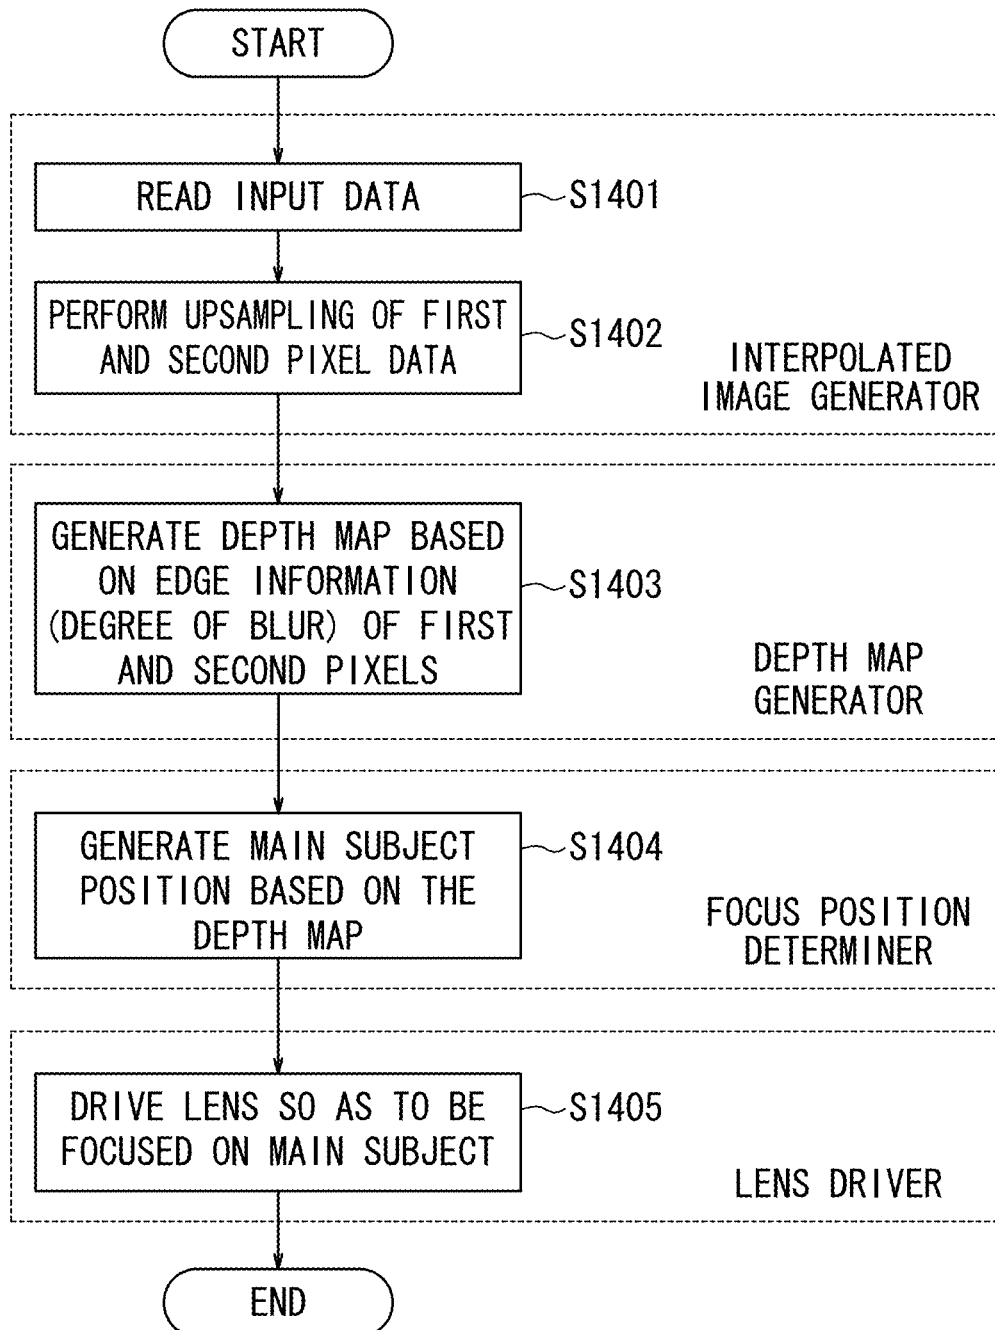 START
READ INPUT DATA
S1401
PERFORM UPSAMPLING OF FIRST
AND SECOND PIXEL DATA
S1402
INTERPOLATED
IMAGE GENERATOR
GENERATE DEPTH MAP BASED
ON EDGE INFORMATION
(DEGREE OF BLUR) OF FIRST
AND SECOND PIXELS
S1403
DEPTH MAP
GENERATOR
GENERATE MAIN SUBJECT
POSITION BASED ON THE
DEPTH MAP
S1404
FOCUS POSITION
DETERMINER
DRIVE LENS SO AS TO BE
FOCUSED ON MAIN SUBJECT
S1405
LENS DRIVER
END